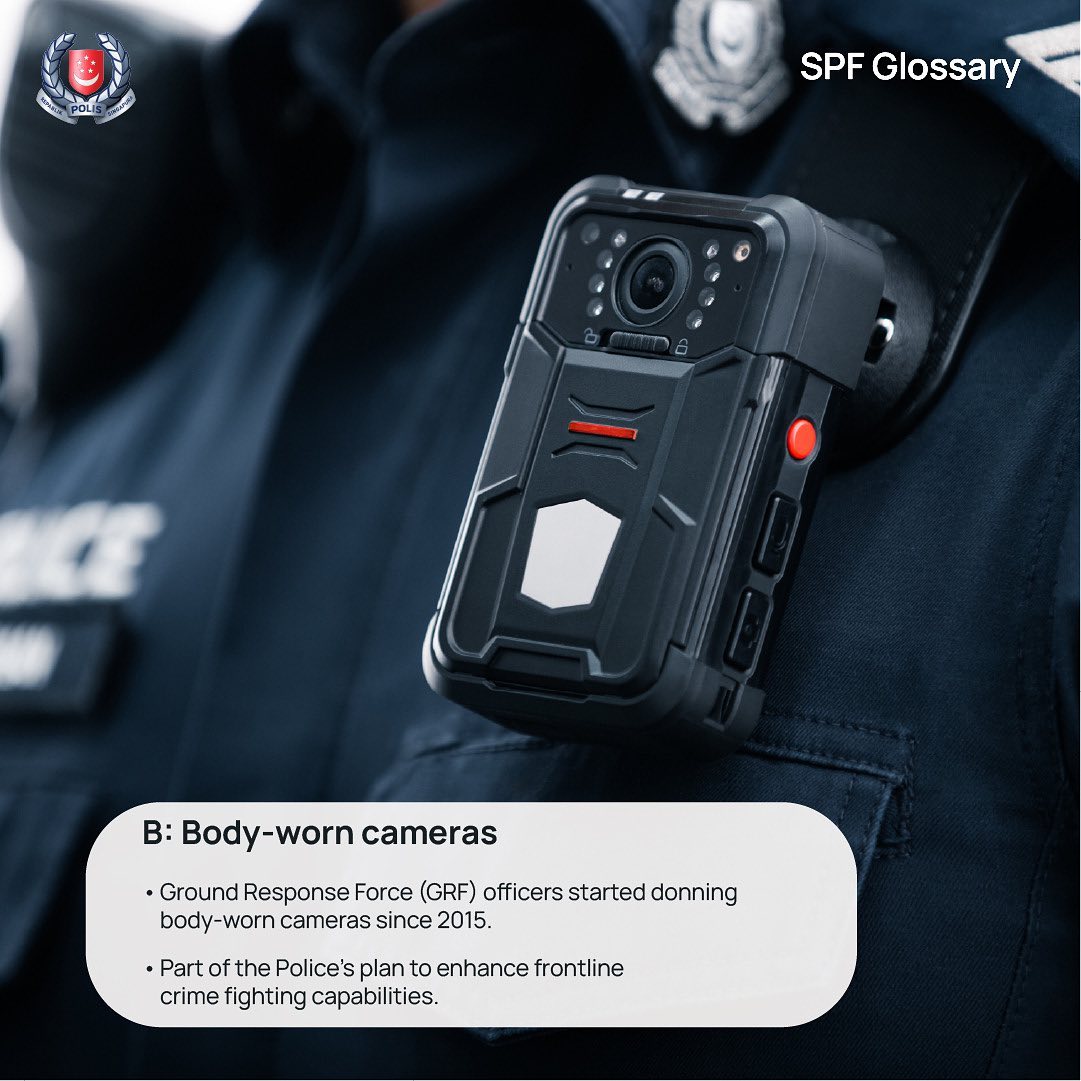 REPABLIK
POLIS
SINGAPURA
SPF Glossary
B: Body-worn cameras
• Ground Response Force (GRF) officers started donning
body-worn cameras since 2015.
• Part of the Police's plan to enhance frontline
crime fighting capabilities.